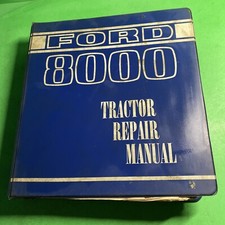 FORD
8000
TRACTOR
REPAIR
MANUAL